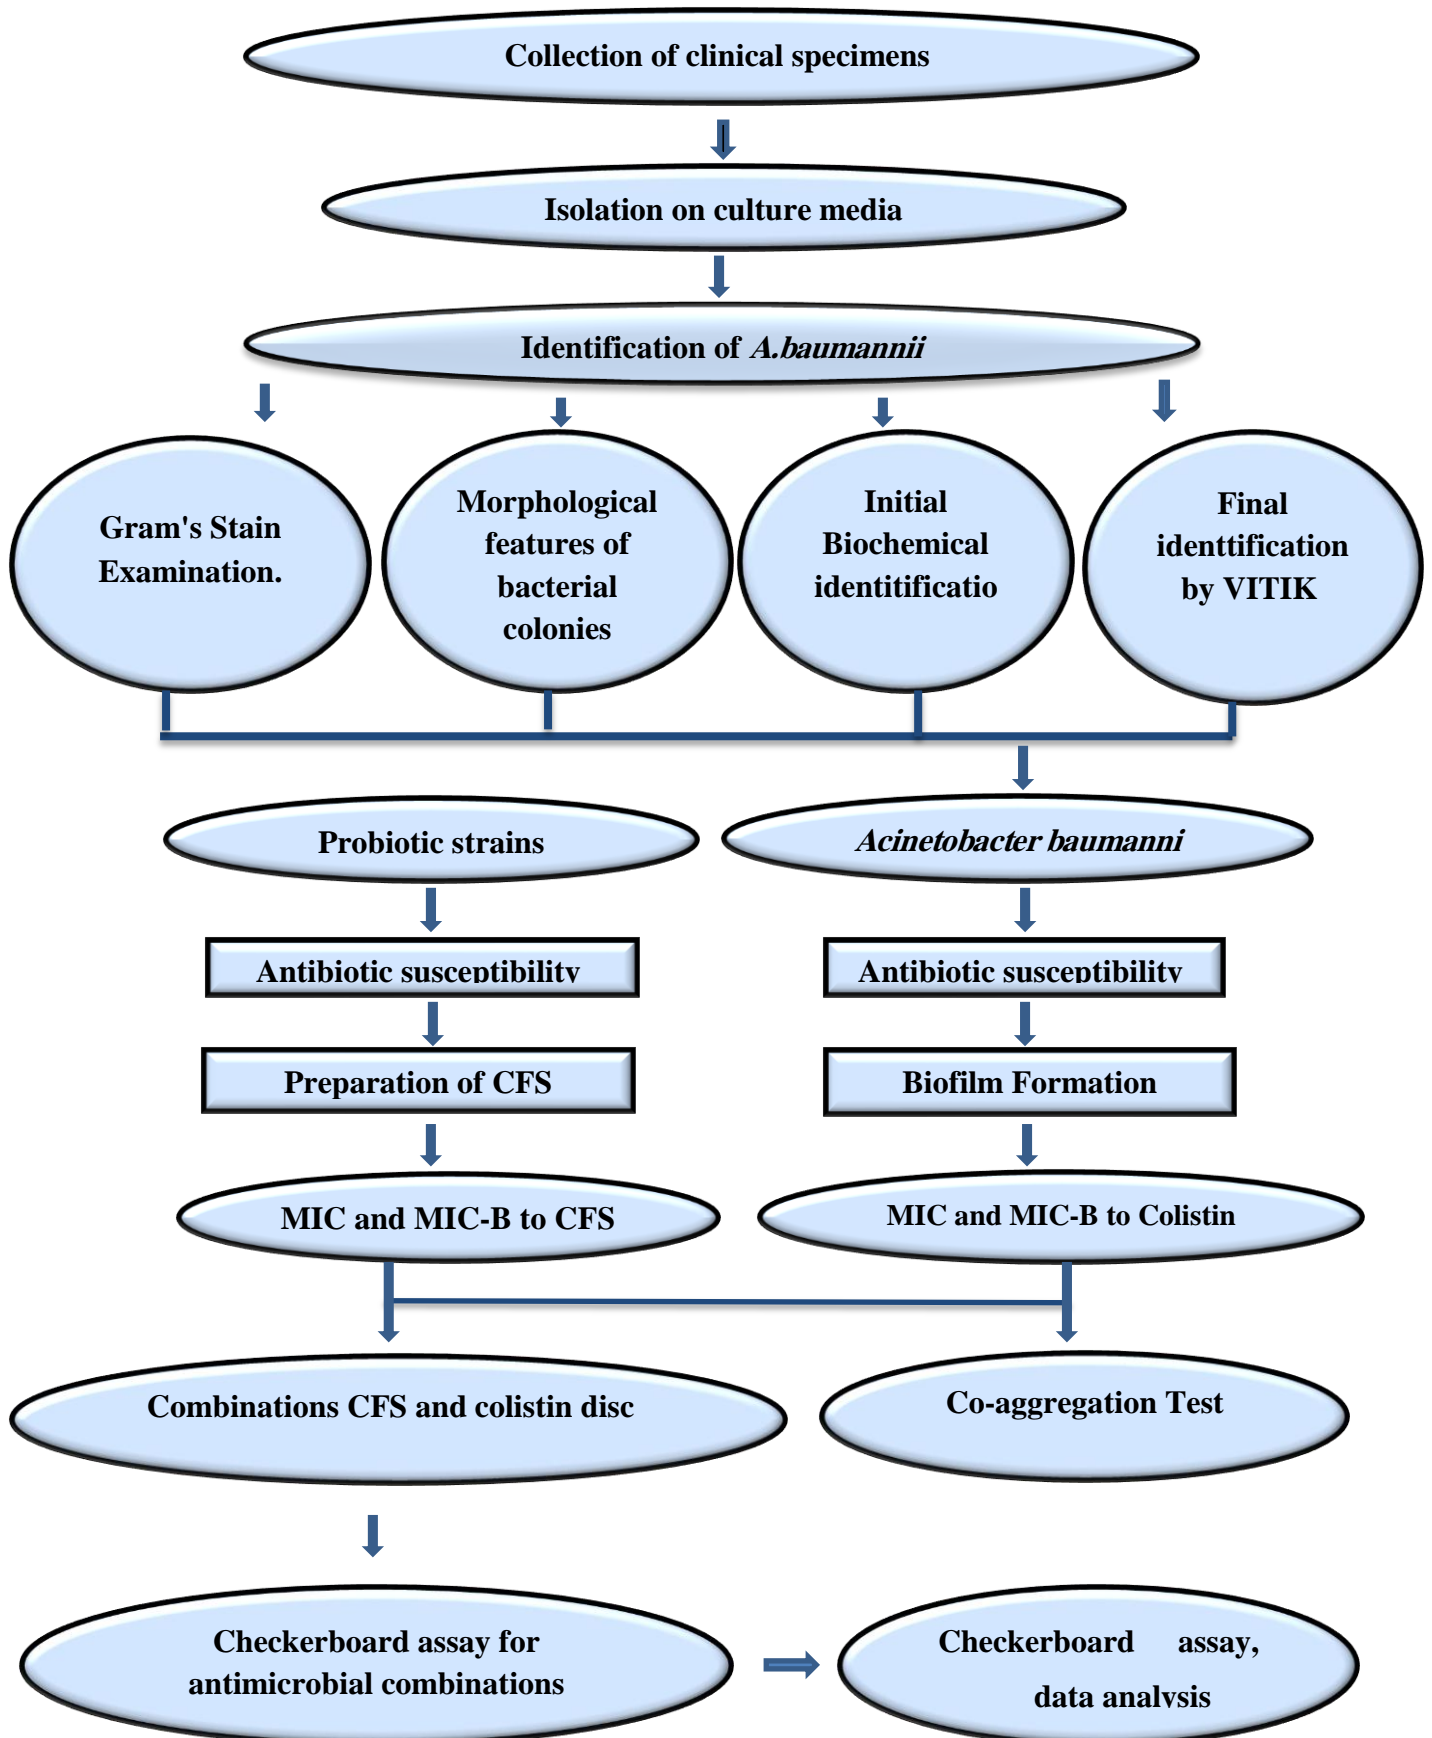 Collection of clinical specimens
Isolation on culture media
Identification of A.baumannii
Gram's Stain
Examination.
Morphological
features of
bacterial
colonies
Initial
Biochemical
identitificatio
Final
identtification
by VITIK
Probiotic strains
Acinetobacter baumanni
Antibiotic susceptibility
Antibiotic susceptibility
Preparation of CFS
Biofilm Formation
MIC and MIC-B to CFS
MIC and MIC-B to Colistin
Combinations CFS and colistin disc
Co-aggregation Test
Checkerboard assay for
antimicrobial combinations
Checkerboard assay,
data analysis